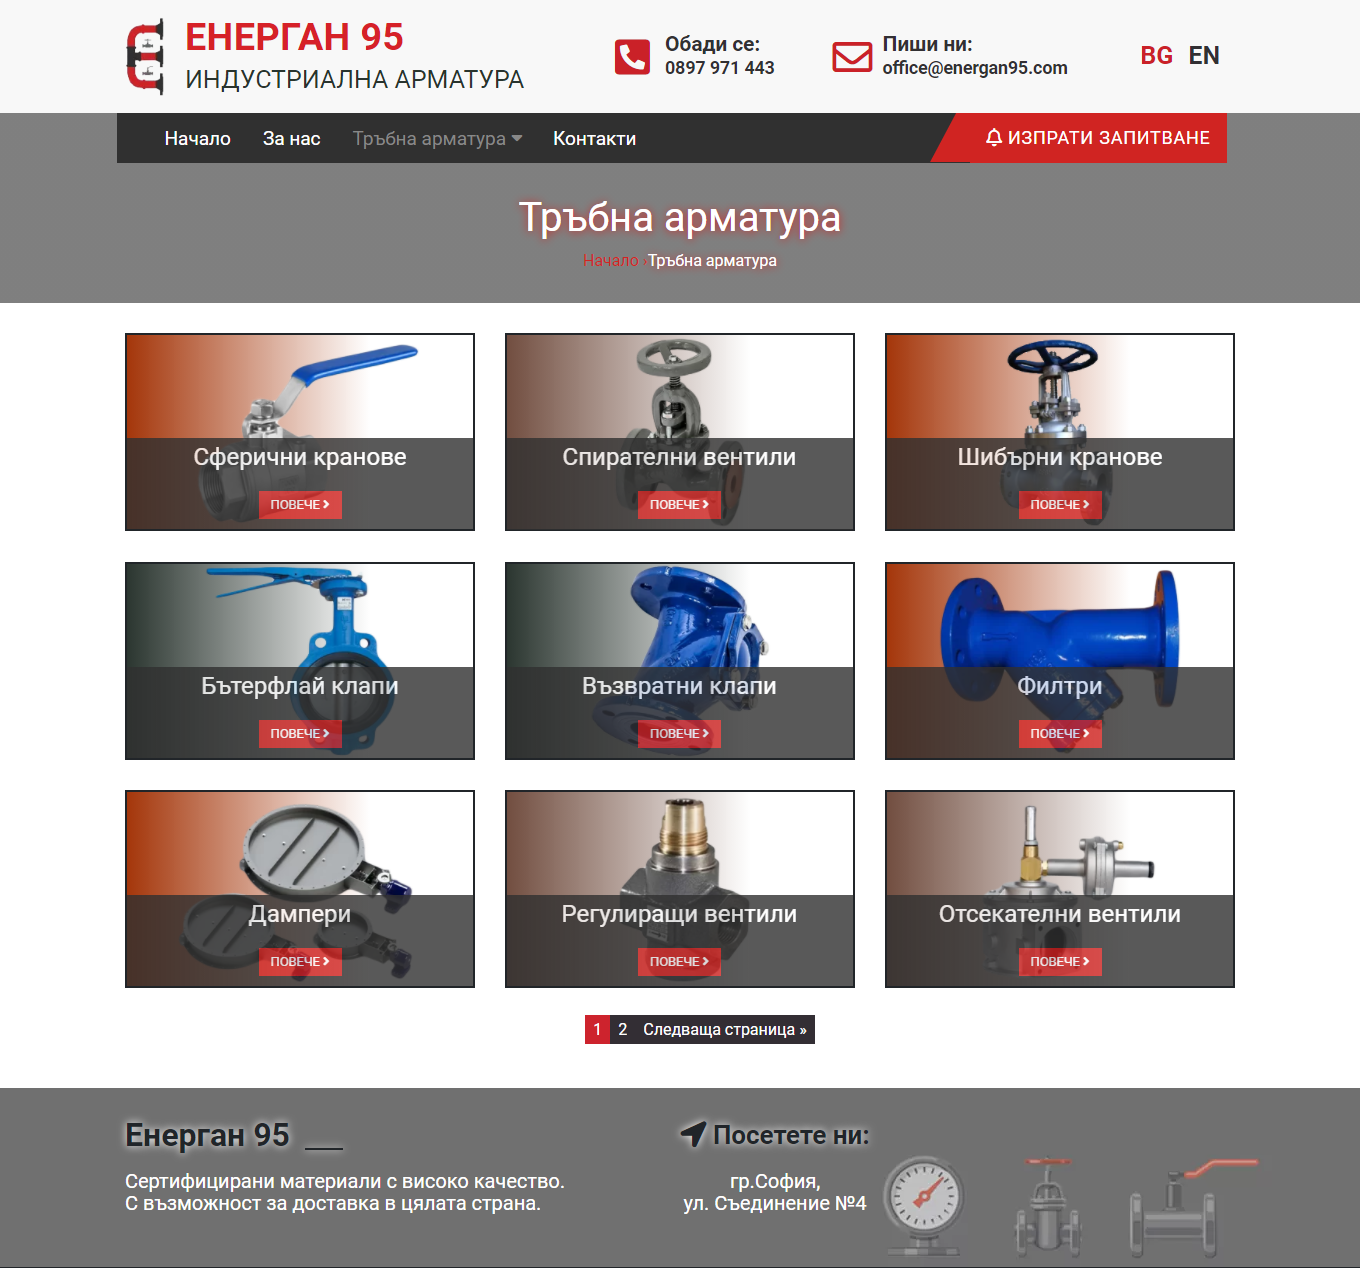 ЕНЕРГАН 95
ИНДУСТРИАЛНА АРМАТУРА
Обади се:
0897 971 443
Пиши ни:
office@energan95.com
BG EN
Начало За нас Тръбна арматура Контакти
ИЗПРАТИ ЗАПИТВАНЕ
Тръбна арматура
Начало ›Тръбна арматура
Сферични кранове
ПОВЕЧЕ
Спирателни вентили
ПОВЕЧЕ
Шибърни кранове
ПОВЕЧЕ
Бътерфлай клапи
ПОВЕЧЕ
Възвратни клапи
ПОВЕЧЕ
Филтри
ПОВЕЧЕ
Дампери
ПОВЕЧЕ
Регулиращи вентили
ПОВЕЧЕ
Отсекателни вентили
ПОВЕЧЕ
1 2 Следваща страница »
Енерган 95
Сертифицирани материали с високо качество.
С възможност за доставка в цялата страна.
Посетете ни:
гр.София,
ул. Съединение №4